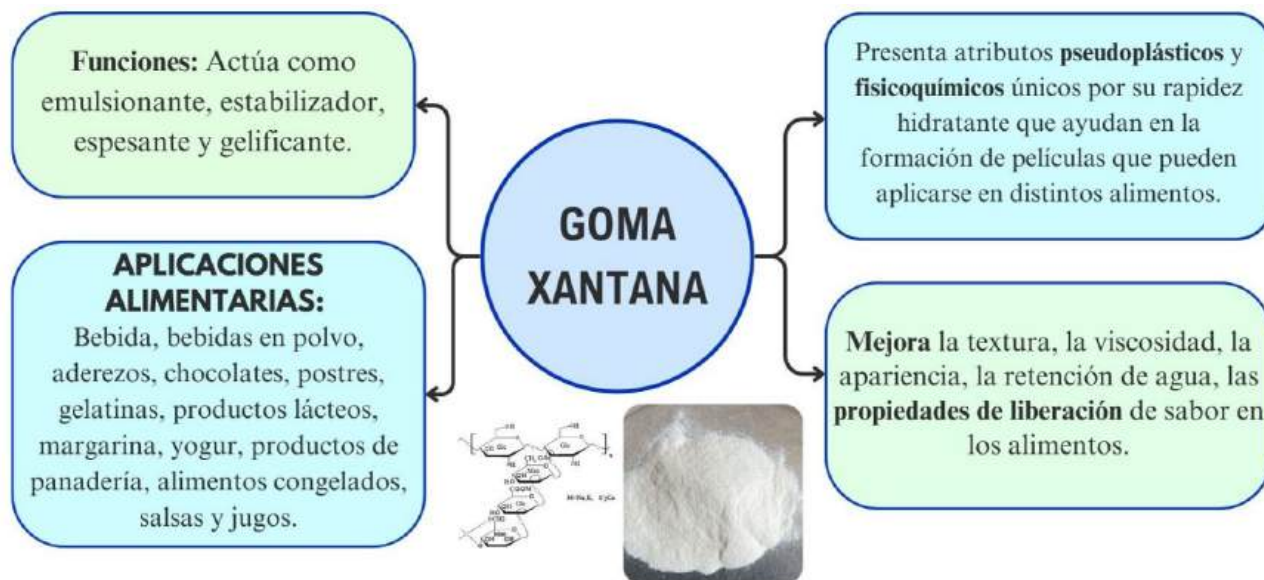 Funciones: Actúa como
emulsionante, estabilizador,
espesante y gelificante.
APLICACIONES
ALIMENTARIAS:
Bebida, bebidas en polvo,
aderezos, chocolates, postres,
gelatinas, productos lácteos,
margarina, yogur, productos de
panadería, alimentos congelados,
salsas y jugos.
GOMA
XANTANA
Presenta atributos pseudoplásticos y
fisicoquímicos únicos por su rapidez
hidratante que ayudan en la
formación de películas que pueden
aplicarse en distintos alimentos.
Mejora la textura, la viscosidad, la
apariencia, la retención de agua, las
propiedades de liberación de sabor en
los alimentos.